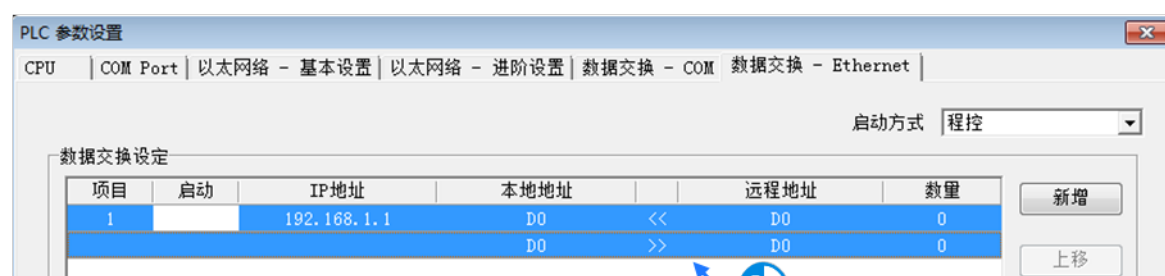 PLC 参数设置
CPU COM Port 以太网络 - 基本设置 以太网络 - 进阶设置 数据交换 - COM 数据交换 - Ethernet
启动方式 程控
数据交换设定
项目 启动 IP地址 本地地址 远程地址 数量 新增
1 192.168.1.1 D0 << D0 0
D0 >> D0 0
上移